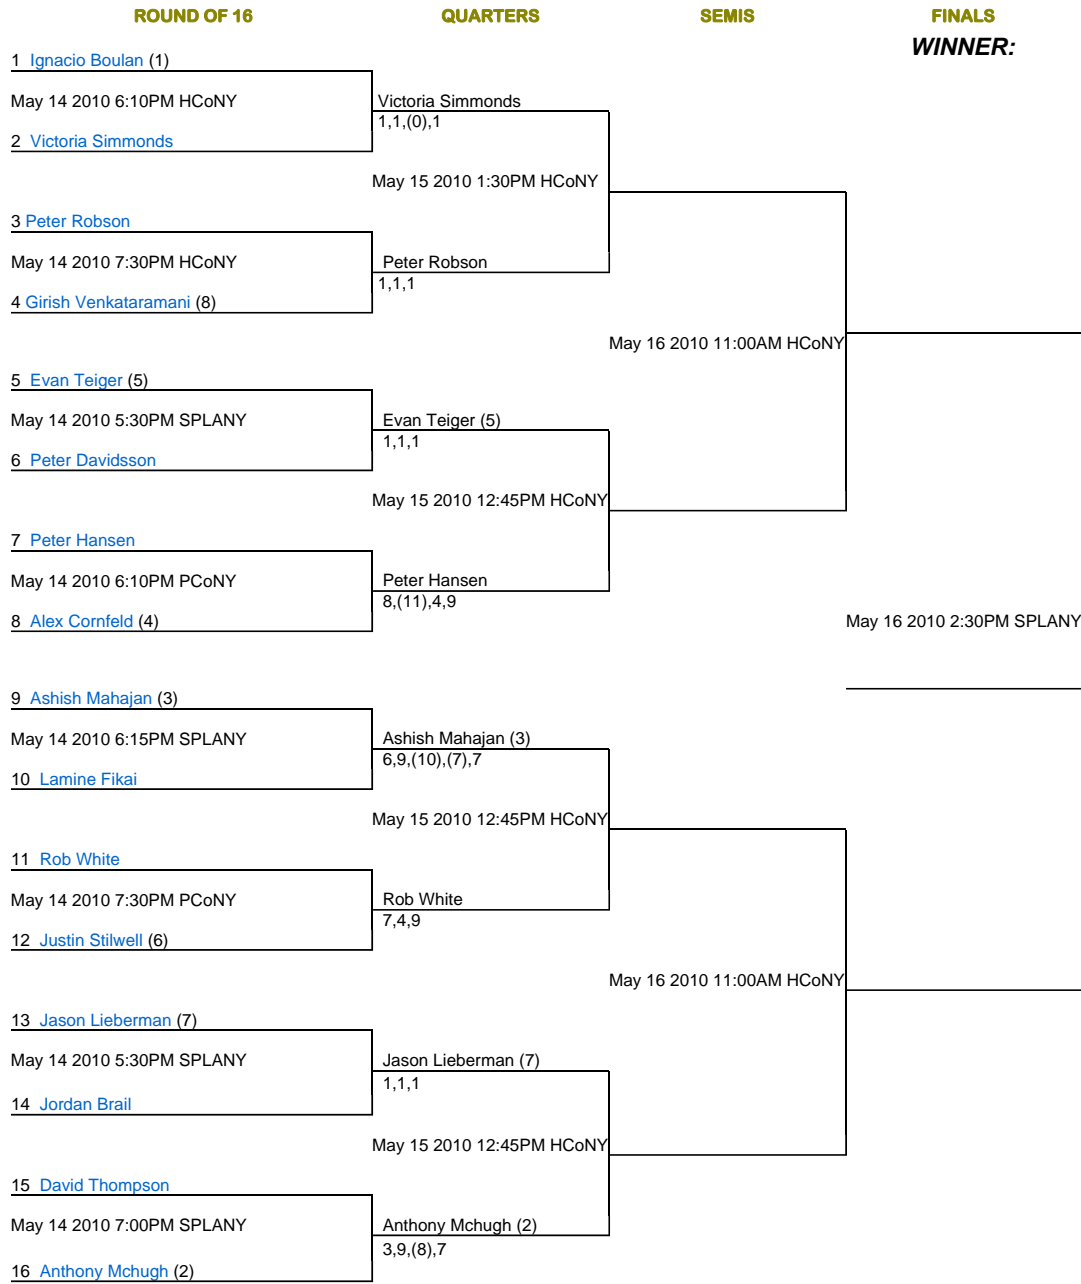 ROUND OF 16 QUARTERS SEMIS FINALS
WINNER:
1 Ignacio Boulan (1)
May 14 2010 6:10PM HCoNY
2 Victoria Simmonds
Victoria Simmonds
1,1,(0),1
May 15 2010 1:30PM HCoNY
3 Peter Robson
May 14 2010 7:30PM HCoNY
4 Girish Venkataramani (8)
Peter Robson
1,1,1
May 16 2010 11:00AM HCoNY
5 Evan Teiger (5)
May 14 2010 5:30PM SPLANY
6 Peter Davidsson
Evan Teiger (5)
1,1,1
May 15 2010 12:45PM HCoNY
7 Peter Hansen
May 14 2010 6:10PM PCoNY
8 Alex Cornfeld (4)
Peter Hansen
8,(11),4,9
May 16 2010 2:30PM SPLANY
9 Ashish Mahajan (3)
May 14 2010 6:15PM SPLANY
10 Lamine Fikai
Ashish Mahajan (3)
6,9,(10),(7),7
May 15 2010 12:45PM HCoNY
11 Rob White
May 14 2010 7:30PM PCoNY
12 Justin Stilwell (6)
Rob White
7,4,9
May 16 2010 11:00AM HCoNY
13 Jason Lieberman (7)
May 14 2010 5:30PM SPLANY
14 Jordan Brail
Jason Lieberman (7)
1,1,1
May 15 2010 12:45PM HCoNY
15 David Thompson
May 14 2010 7:00PM SPLANY
16 Anthony Mchugh (2)
Anthony Mchugh (2)
3,9,(8),7